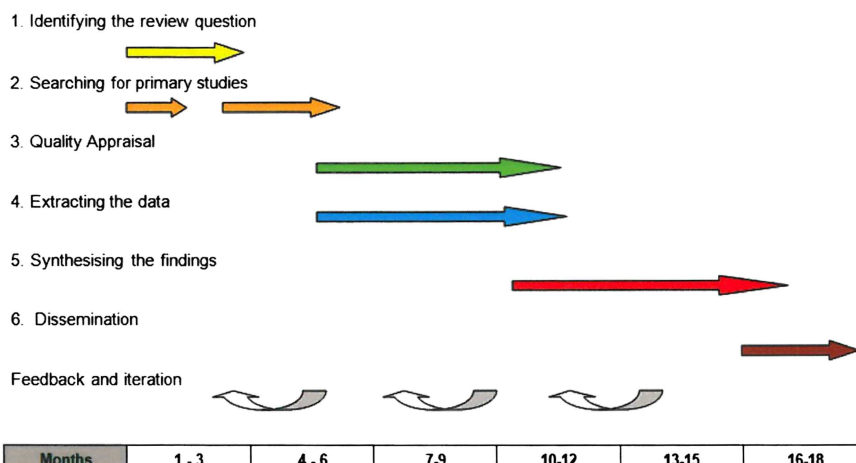 1. Identifying the review question
2. Searching for primary studies
3. Quality Appraisal
4. Extracting the data
5. Synthesising the findings
6. Dissemination
Feedback and iteration
Months 1 - 3 4 - 6 7-9 10-12 13-15 16-18